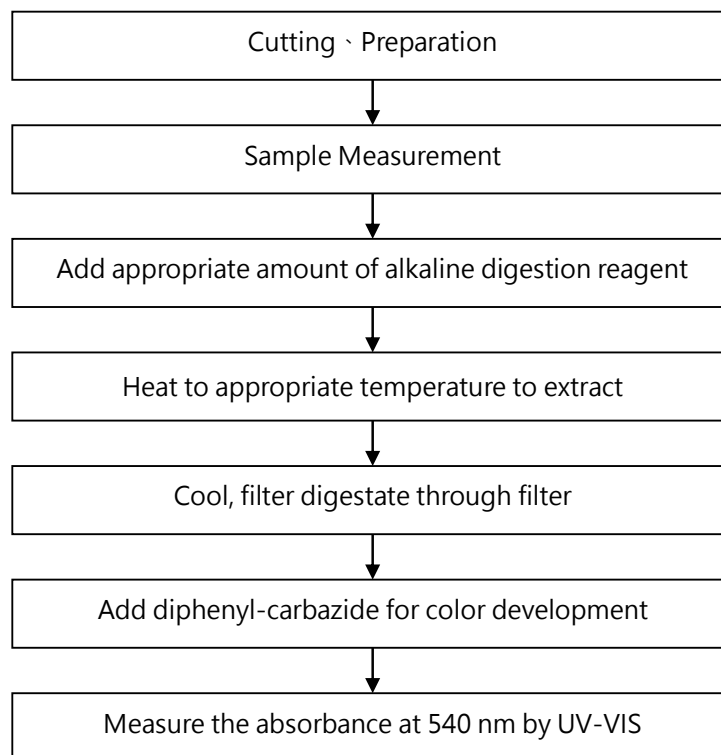 Cutting、Preparation
Sample Measurement
Add appropriate amount of alkaline digestion reagent
Heat to appropriate temperature to extract
Cool, filter digestate through filter
Add diphenyl-carbazide for color development
Measure the absorbance at 540 nm by UV-VIS